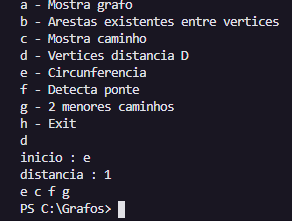 a - Mostra grafo
b - Arestas existentes entre vertices
c - Mostra caminho
d - Vertices distancia D
e - Circunferencia
f - Detecta ponte
g - 2 menores caminhos
h - Exit
d
inicio : e
distancia : 1
e c f g
PS C:\Grafos>